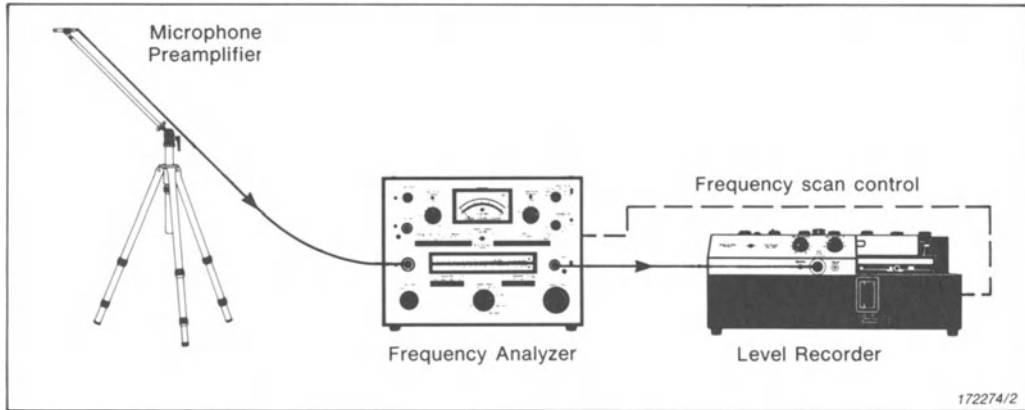 Microphone
Preamplifier
Frequency scan control
Frequency Analyzer
Level Recorder
172274/2